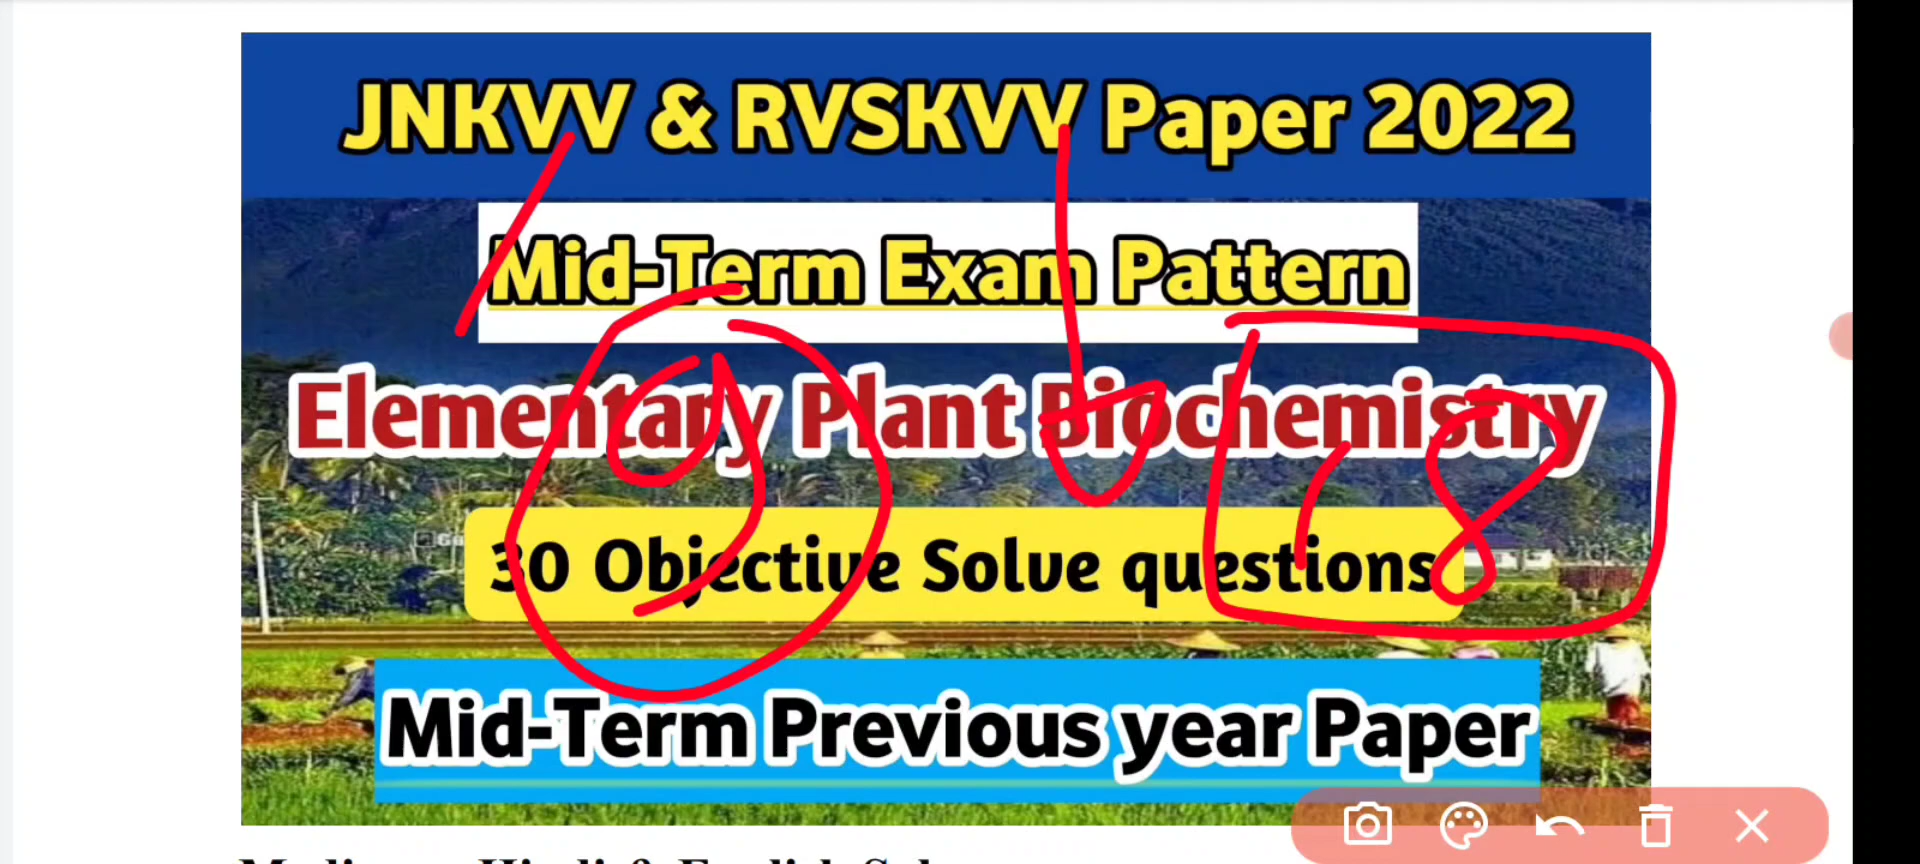 JNKVV & RVSKVV Paper 2022
Mid-Term Exam Pattern
Elementary Plant Biochemistry
30 Objective Solve questions
Mid-Term Previous year Paper